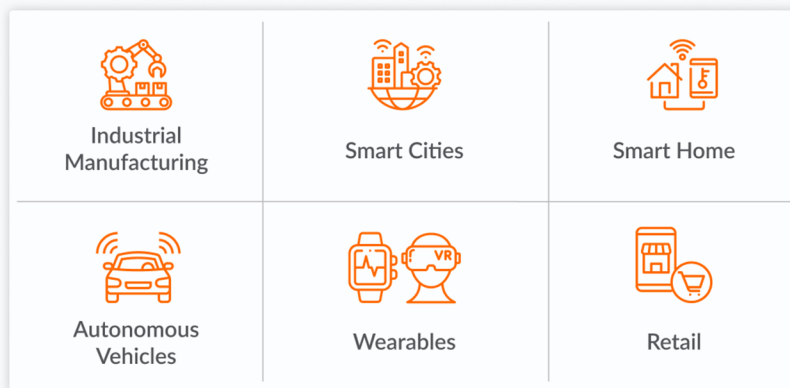 Industrial
Manufacturing
Smart Cities
Smart Home
VR
Autonomous
Vehicles
Wearables
Retail